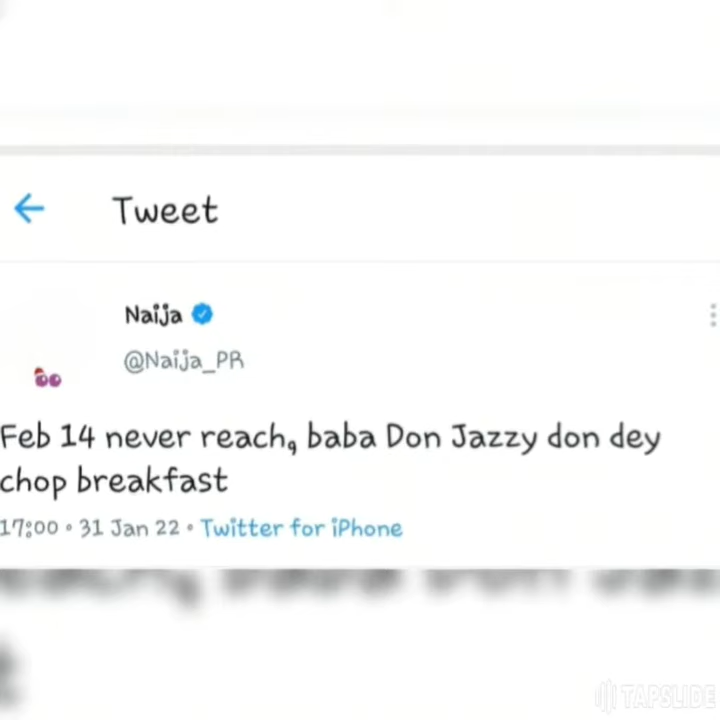 Tweet
Naija
@Naija_PR
Feb 14 never reach, baba Don Jazzy don dey
chop breakfast
17:00 • 31 Jan 22 • Twitter for iPhone
TAPSLIDE